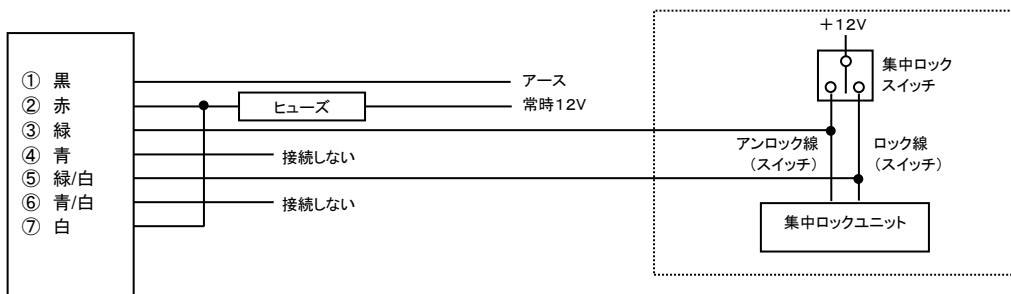 ＋12V
集中ロック
スイッチ
① 黒
アース
② 赤
ヒューズ
常時12V
③ 緑
アンロック線
（スイッチ）
ロック線
（スイッチ）
④ 青
接続しない
⑤ 緑/白
⑥ 青/白
接続しない
⑦ 白
集中ロックユニット